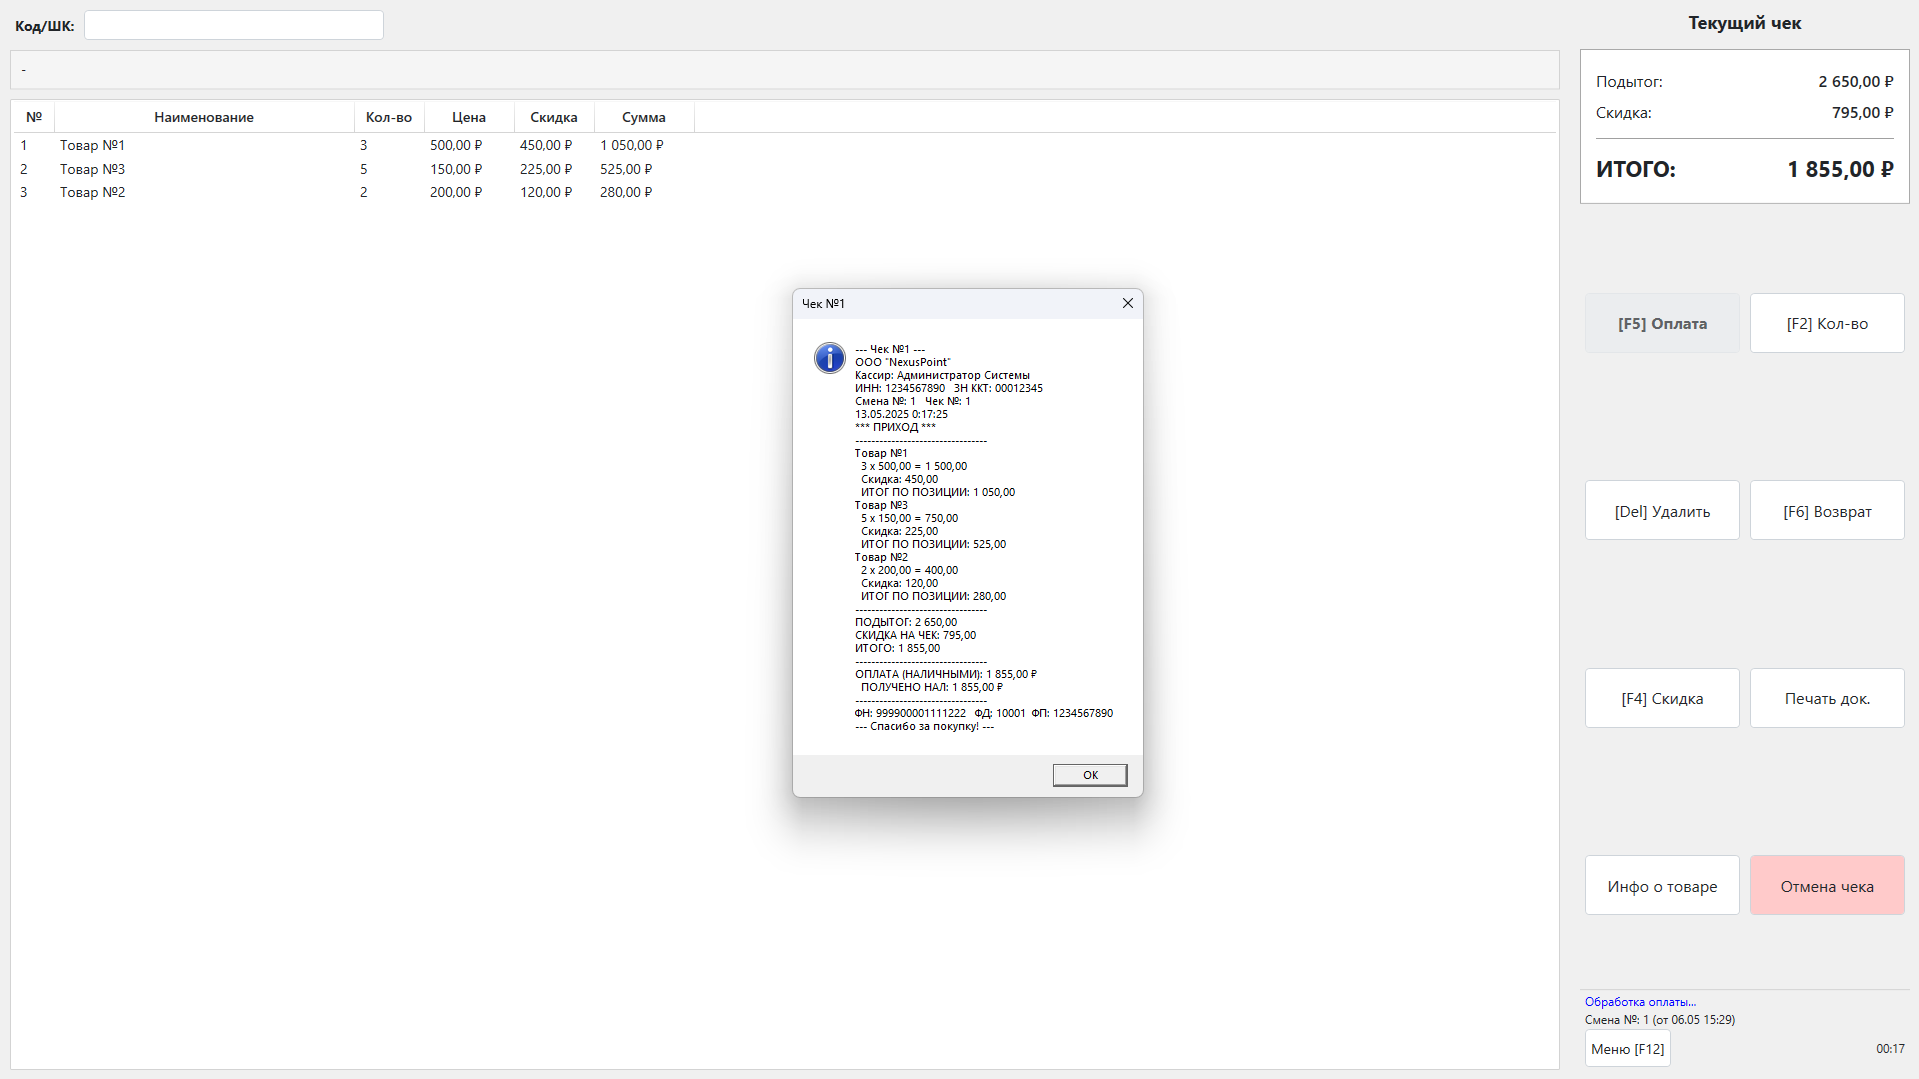 Код/ШК:
-
№ Наименование Кол-во Цена Скидка Сумма
1 Товар №1 3 500,00 ₽ 450,00 ₽ 1 050,00 ₽
2 Товар №3 5 150,00 ₽ 225,00 ₽ 525,00 ₽
3 Товар №2 2 200,00 ₽ 120,00 ₽ 280,00 ₽
Чек №1
--- Чек №1 ---
ООО "NexusPoint"
Кассир: Администратор Системы
ИНН: 1234567890 ЗН ККТ: 00012345
Смена №: 1 Чек №: 1
13.05.2025 0:17:25
*** ПРИХОД ***
---------------------------------
Товар №1
3 x 500,00 = 1 500,00
Скидка: 450,00
ИТОГ ПО ПОЗИЦИИ: 1 050,00
Товар №3
5 x 150,00 = 750,00
Скидка: 225,00
ИТОГ ПО ПОЗИЦИИ: 525,00
Товар №2
2 x 200,00 = 400,00
Скидка: 120,00
ИТОГ ПО ПОЗИЦИИ: 280,00
---------------------------------
ПОДЫТОГ: 2 650,00
СКИДКА НА ЧЕК: 795,00
ИТОГО: 1 855,00
---------------------------------
ОПЛАТА (НАЛИЧНЫМИ): 1 855,00 ₽
ПОЛУЧЕНО НАЛ: 1 855,00 ₽
---------------------------------
ФН: 999900001111222 ФД: 10001 ФП: 1234567890
--- Спасибо за покупку! ---
ОК
Текущий чек
Подытог: 2 650,00 ₽
Скидка: 795,00 ₽
ИТОГО: 1 855,00 ₽
[F5] Оплата [F2] Кол-во
[Del] Удалить [F6] Возврат
[F4] Скидка Печать док.
Инфо о товаре Отмена чека
Обработка оплаты...
Смена №: 1 (от 06.05 15:29)
Меню [F12] 00:17